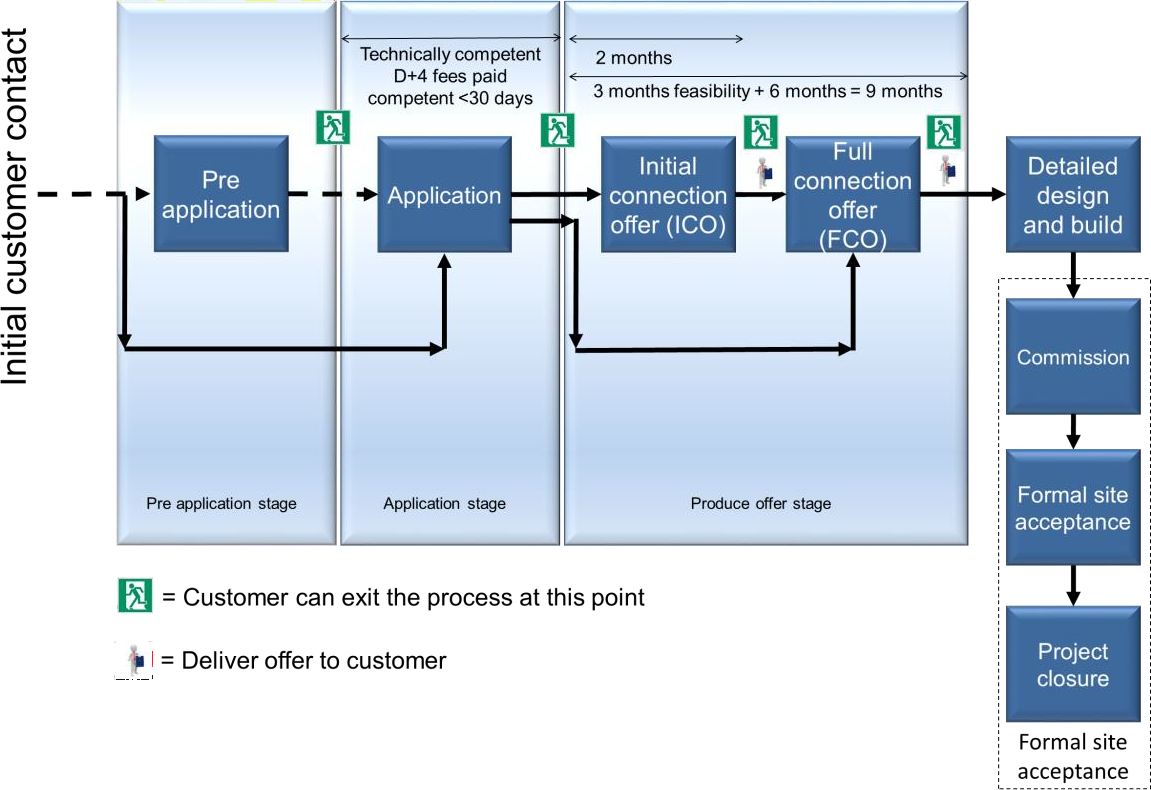 Initial customer contact
Technically competent
D+4 fees paid
competent <30 days
2 months
3 months feasibility + 6 months = 9 months
Pre
application
Application
Initial
connection
offer (ICO)
Full
connection
offer
(FCO)
Detailed
design
and build
Commission
Formal site
acceptance
Project
closure
Formal site
acceptance
Pre application stage
Application stage
Produce offer stage
= Customer can exit the process at this point
= Deliver offer to customer